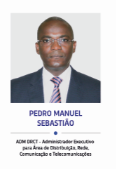 PEDRO MANUEL
SEBASTIÃO
ADM DRCT - Administrador Executivo
para Área de Distribuição, Rede,
Comunicação e Telecomunicações